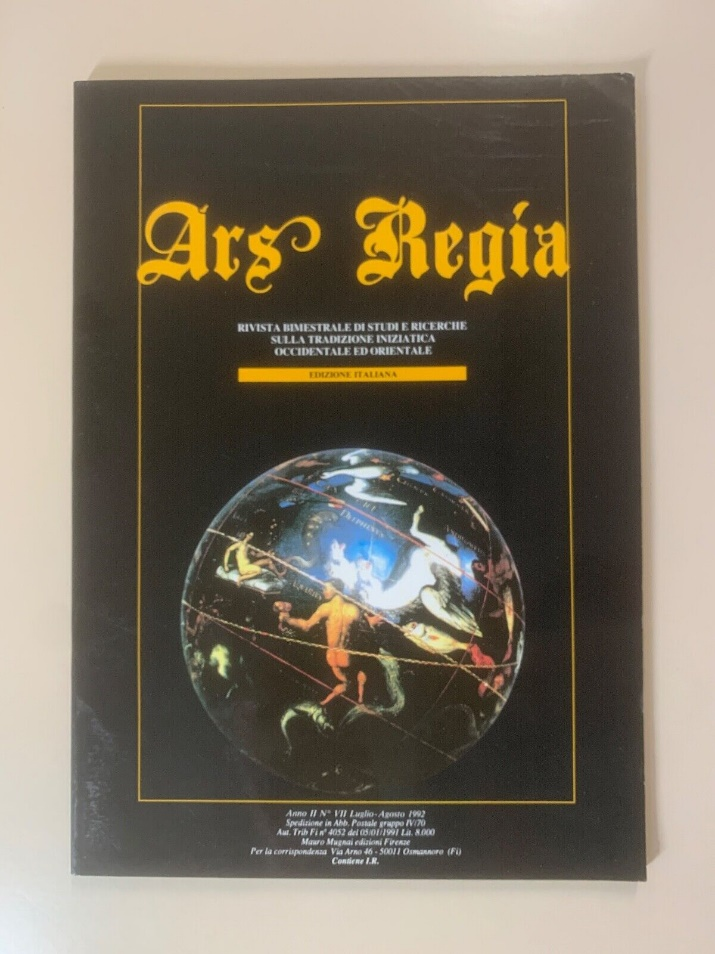 Ars Regia
RIVISTA BIMESTRALE DI STUDI E RICERCHE
SULLA TRADIZIONE INIZIATICA
OCCIDENTALE ED ORIENTALE
EDIZIONE ITALIANA
DELPHINUS
Anno II N° VII Luglio-Agosto 1992
Spedizione in Abb. Postale gruppo IV/70
Aut. Trib Fi n° 4052 del 05/01/1991 Lit. 8.000
Mauro Mugnai edizioni Firenze
Per la corrispondenza Via Arno 46 - 50011 Osmannoro (Fi)
Contiene I.R.